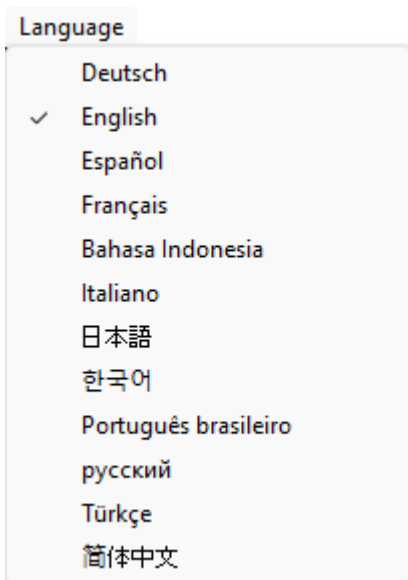 Language
Deutsch
English
Español
Français
Bahasa Indonesia
Italiano
日本語
한국어
Português brasileiro
русский
Türkçe
简体中文